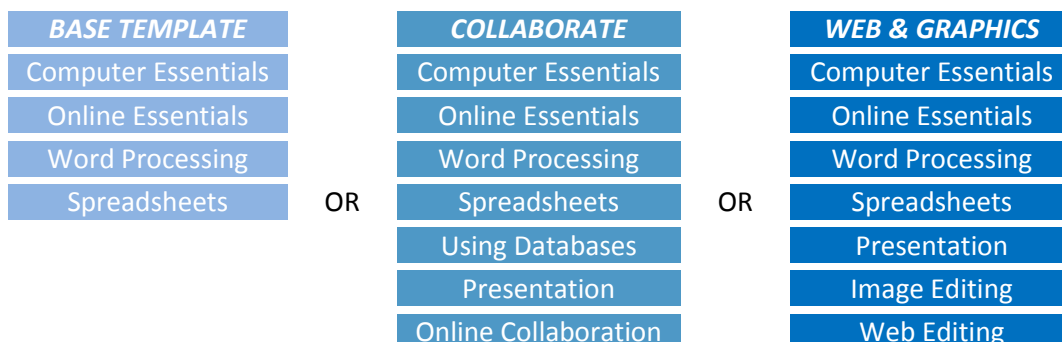 BASE TEMPLATE
Computer Essentials
Online Essentials
Word Processing
Spreadsheets
OR
COLLABORATE
Computer Essentials
Online Essentials
Word Processing
Spreadsheets
Using Databases
Presentation
Online Collaboration
OR
WEB & GRAPHICS
Computer Essentials
Online Essentials
Word Processing
Spreadsheets
Presentation
Image Editing
Web Editing